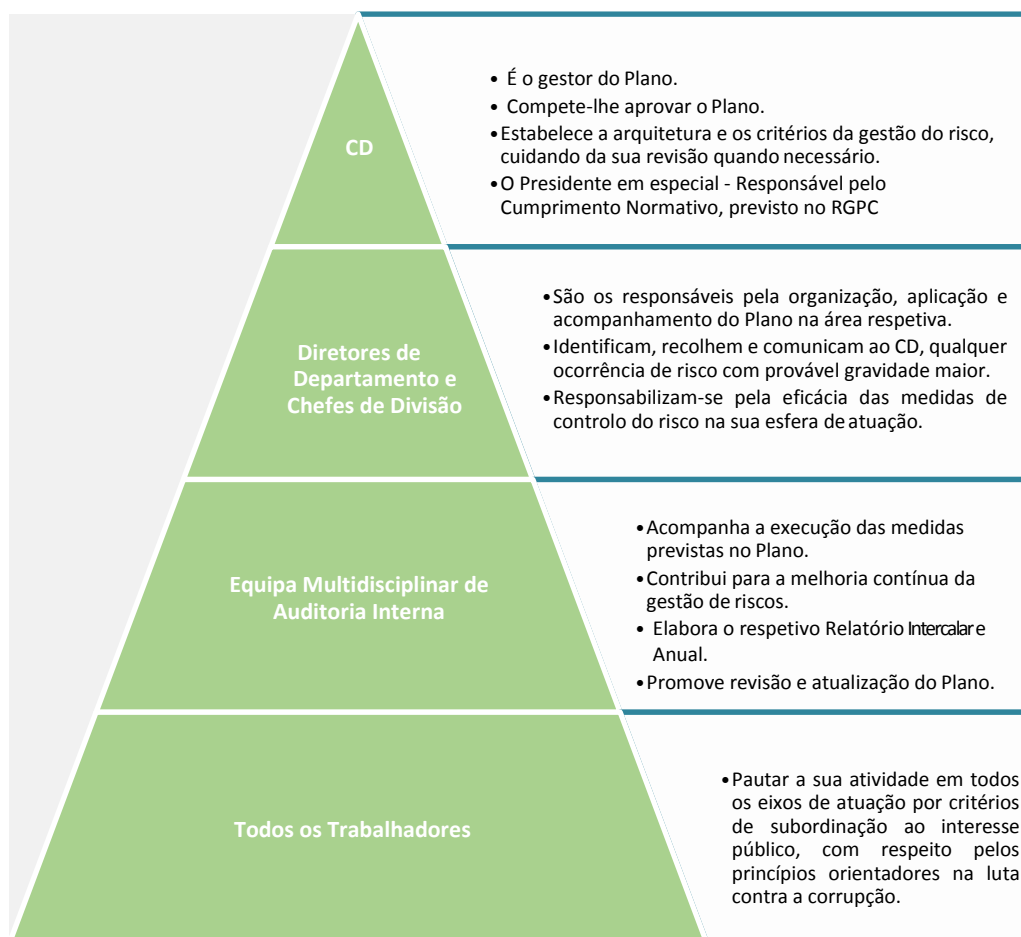 CD
• É o gestor do Plano.
• Compete-lhe aprovar o Plano.
•Estabelece a arquitetura e os critérios da gestão do risco,
cuidando da sua revisão quando necessário.
•O Presidente em especial - Responsável pelo
Cumprimento Normativo, previsto no RGPC
Diretores de
Departamento e
Chefes de Divisão
•São os responsáveis pela organização, aplicação e
acompanhamento do Plano na área respetiva.
•Identificam, recolhem e comunicam ao CD, qualquer
ocorrência de risco com provável gravidade maior.
•Responsabilizam-se pela eficácia das medidas de
controlo do risco na sua esfera de atuação.
Equipa Multidisciplinar de
Auditoria Interna
•Acompanha a execução das medidas
previstas no Plano.
•Contribui para a melhoria contínua da
gestão de riscos.
• Elabora o respetivo Relatório Intercalar e
Anual.
•Promove revisão e atualização do Plano.
Todos os Trabalhadores
•Pautar a sua atividade em todos
os eixos de atuação por critérios
de subordinação ao interesse
público, com respeito pelos
princípios orientadores na luta
contra a corrupção.